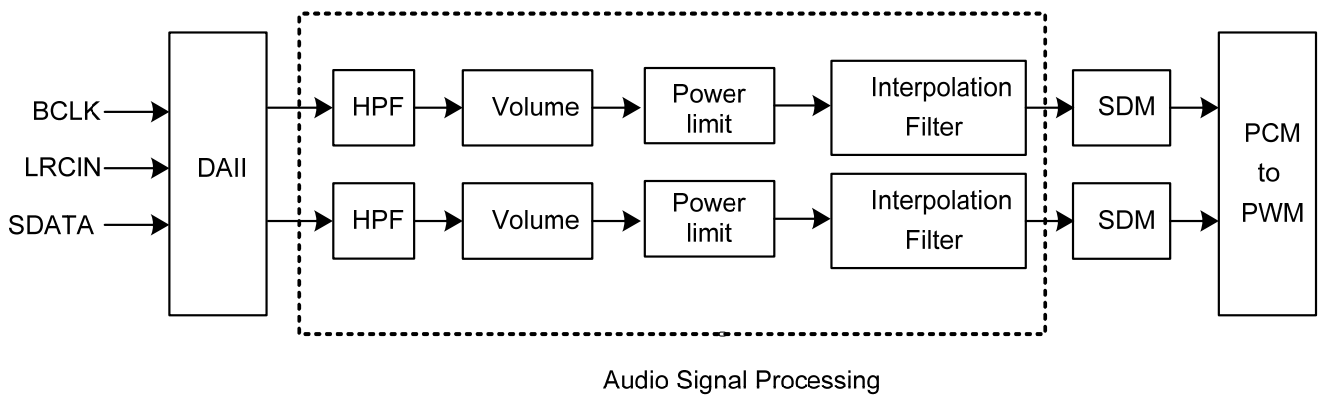 BCLK
LRCIN
SDATA
DAII
HPF
Volume
Power
limit
Interpolation
Filter
SDM
HPF
Volume
Power
limit
Interpolation
Filter
SDM
PCM
to
PWM
Audio Signal Processing